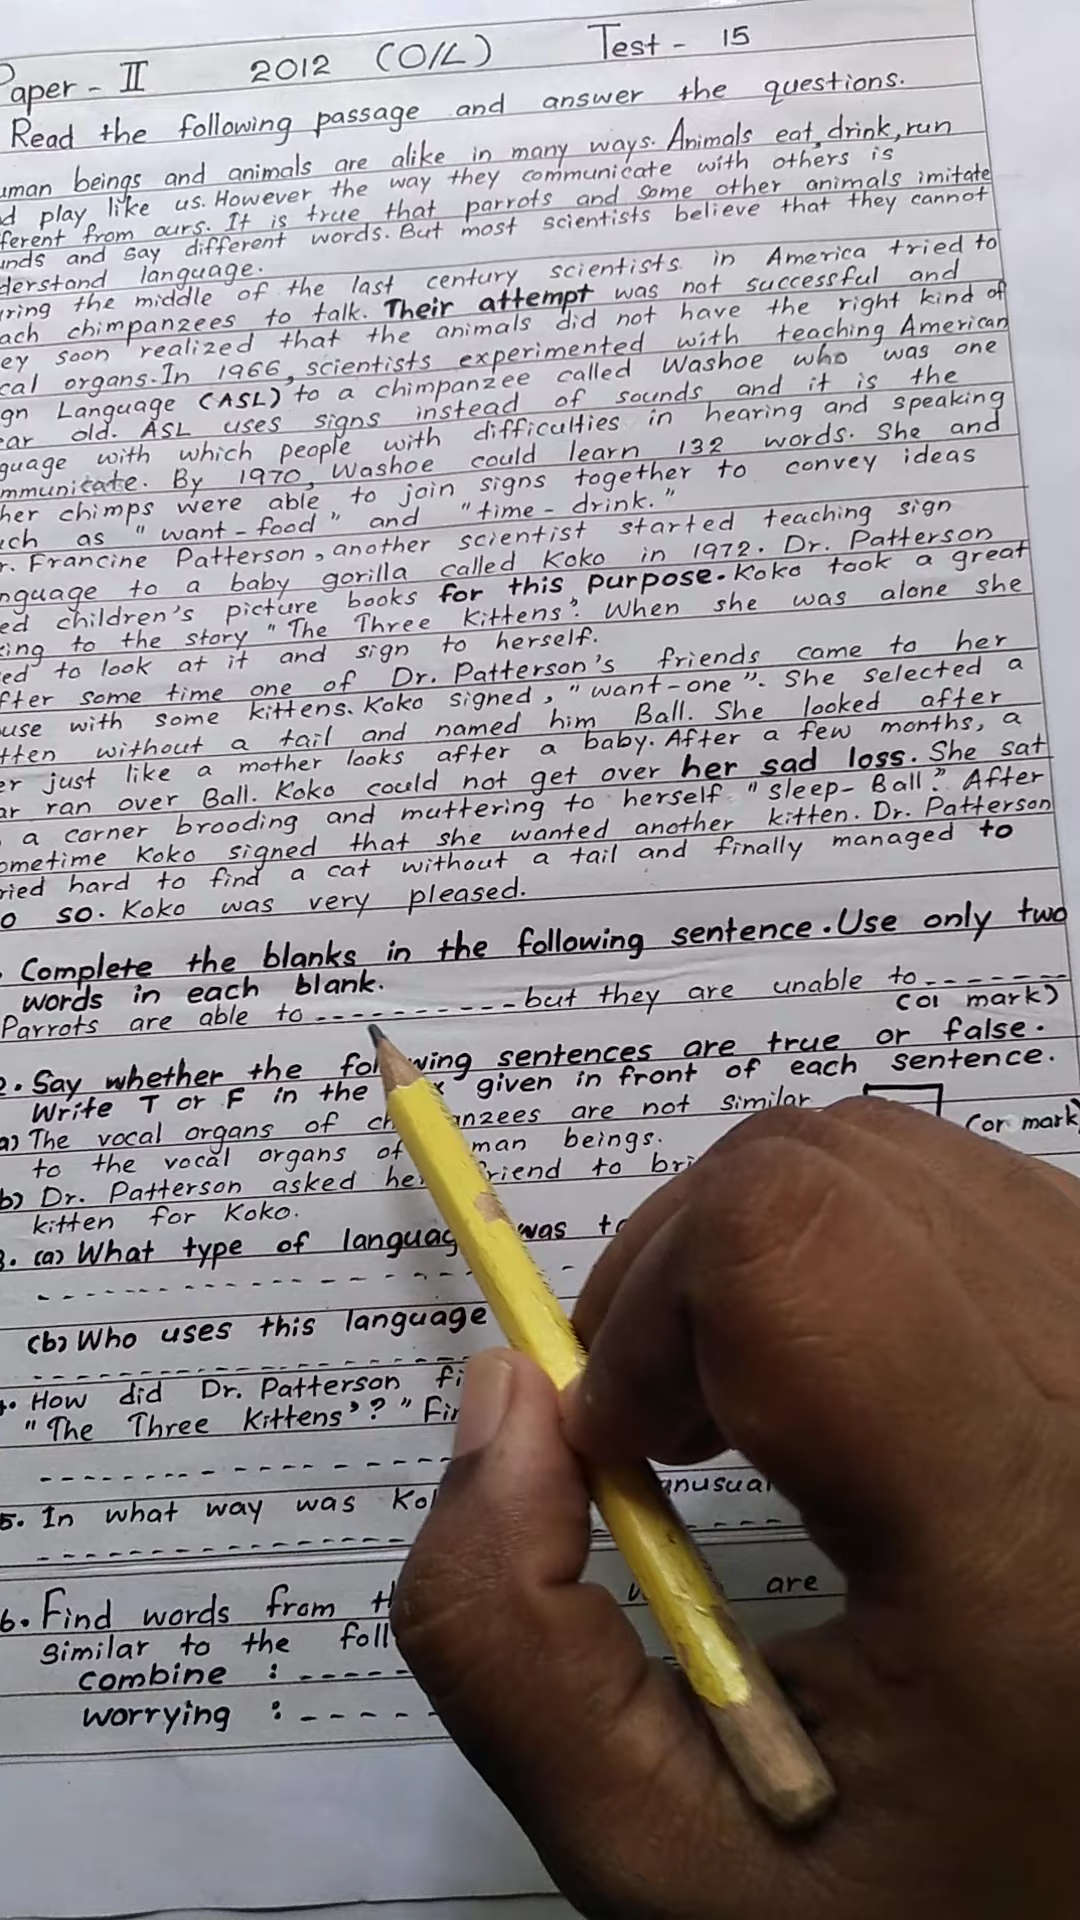 Paper - II 2012 (O/L) Test - 15
Read the following passage and answer the questions.
uman beings and animals are alike in many ways. Animals eat, drink, run
d play like us. However the way they communicate with others is
ferent from ours. It is true that parrots and some other animals imitate
unds and say different words. But most scientists believe that they cannot
derstand language.
ring the middle of the last century scientists in America tried to
ach chimpanzees to talk. Their attempt was not successful and
ey soon realized that the animals did not have the right kind of
cal organs. In 1966, scientists experimented with teaching American
gn Language (ASL) to a chimpanzee called Washoe who was one
ear old. ASL uses signs instead of sounds and it is the
guage with which people with difficulties in hearing and speaking
mmunicate. By 1970, Washoe could learn 132 words. She and
her chimps were able to join signs together to convey ideas
uch as "want-food" and "time-drink."
r. Francine Patterson, another scientist started teaching sign
nguage to a baby gorilla called Koko in 1972. Dr. Patterson
ed children's picture books for this purpose. Koko took a great
king to the story "The Three Kittens". When she was alone she
ed to look at it and sign to herself.
fter some time one of Dr. Patterson's friends came to her
use with some kittens. Koko signed, "want-one". She selected a
tten without a tail and named him Ball. She looked after
er just like a mother looks after a baby. After a few months, a
ar ran over Ball. Koko could not get over her sad loss. She sat
a corner brooding and muttering to herself "sleep-Ball". After
ometime Koko signed that she wanted another kitten. Dr. Patterson
ried hard to find a cat without a tail and finally managed to
o so. Koko was very pleased.
Complete the blanks in the following sentence. Use only two
words in each blank.
Parrots are able to ---------- but they are unable to -------
(01 mark)
2. Say whether the following sentences are true or false.
Write T or F in the given in front of each sentence.
a) The vocal organs of ch anzees are not similar
to the vocal organs of man beings. (01 mark)
b) Dr. Patterson asked her friend to bri
kitten for Koko.
3. (a) What type of languag was t
(b) Who uses this language
4. How did Dr. Patterson fi
"The Three Kittens'?" Fi
5. In what way was Ko unusual
6. Find words from th are
similar to the foll
combine : -----
worrying : -----